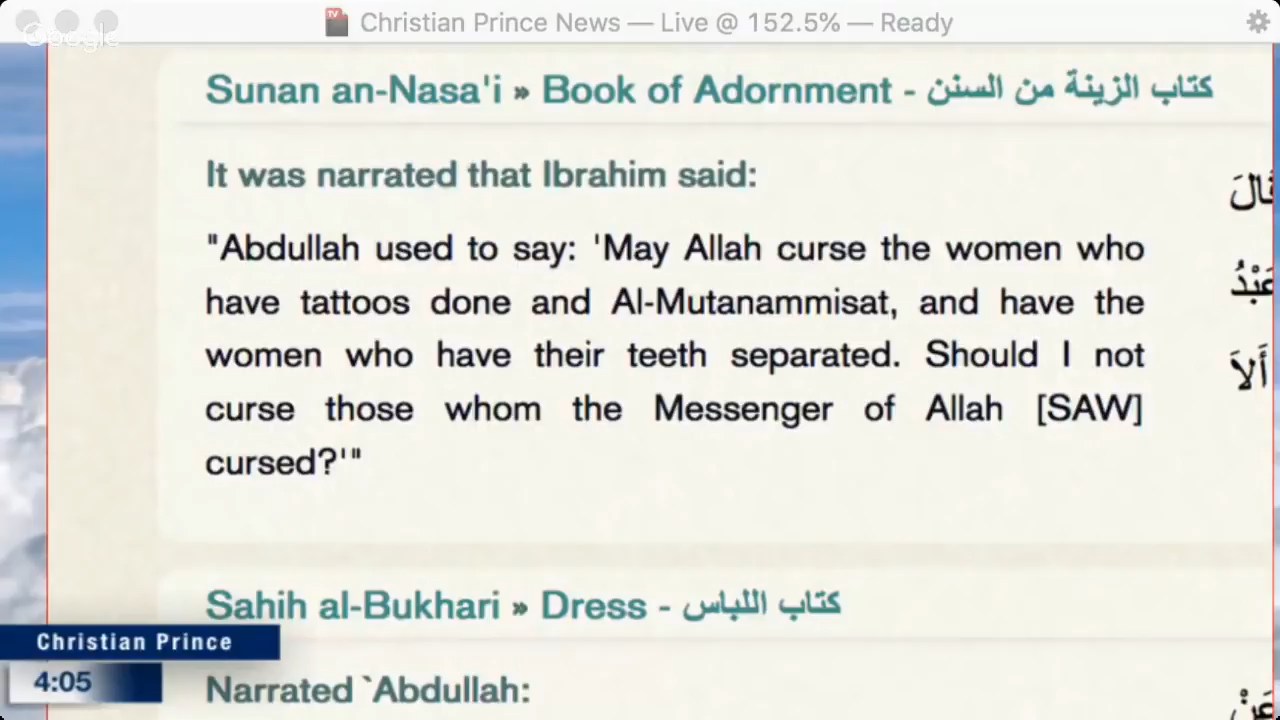 Christian Prince News — Live @ 152.5% — Ready
Google
Sunan an-Nasa'i » Book of Adornment - كتاب الزينة من السنن
It was narrated that Ibrahim said:
"Abdullah used to say: 'May Allah curse the women who
have tattoos done and Al-Mutanammisat, and have the
women who have their teeth separated. Should I not
curse those whom the Messenger of Allah [SAW]
cursed?'"
قَالَ
عَبْدُ
أَلاَ
Sahih al-Bukhari » Dress - كتاب اللباس
Narrated `Abdullah:
عَنْ
Christian Prince
4:05